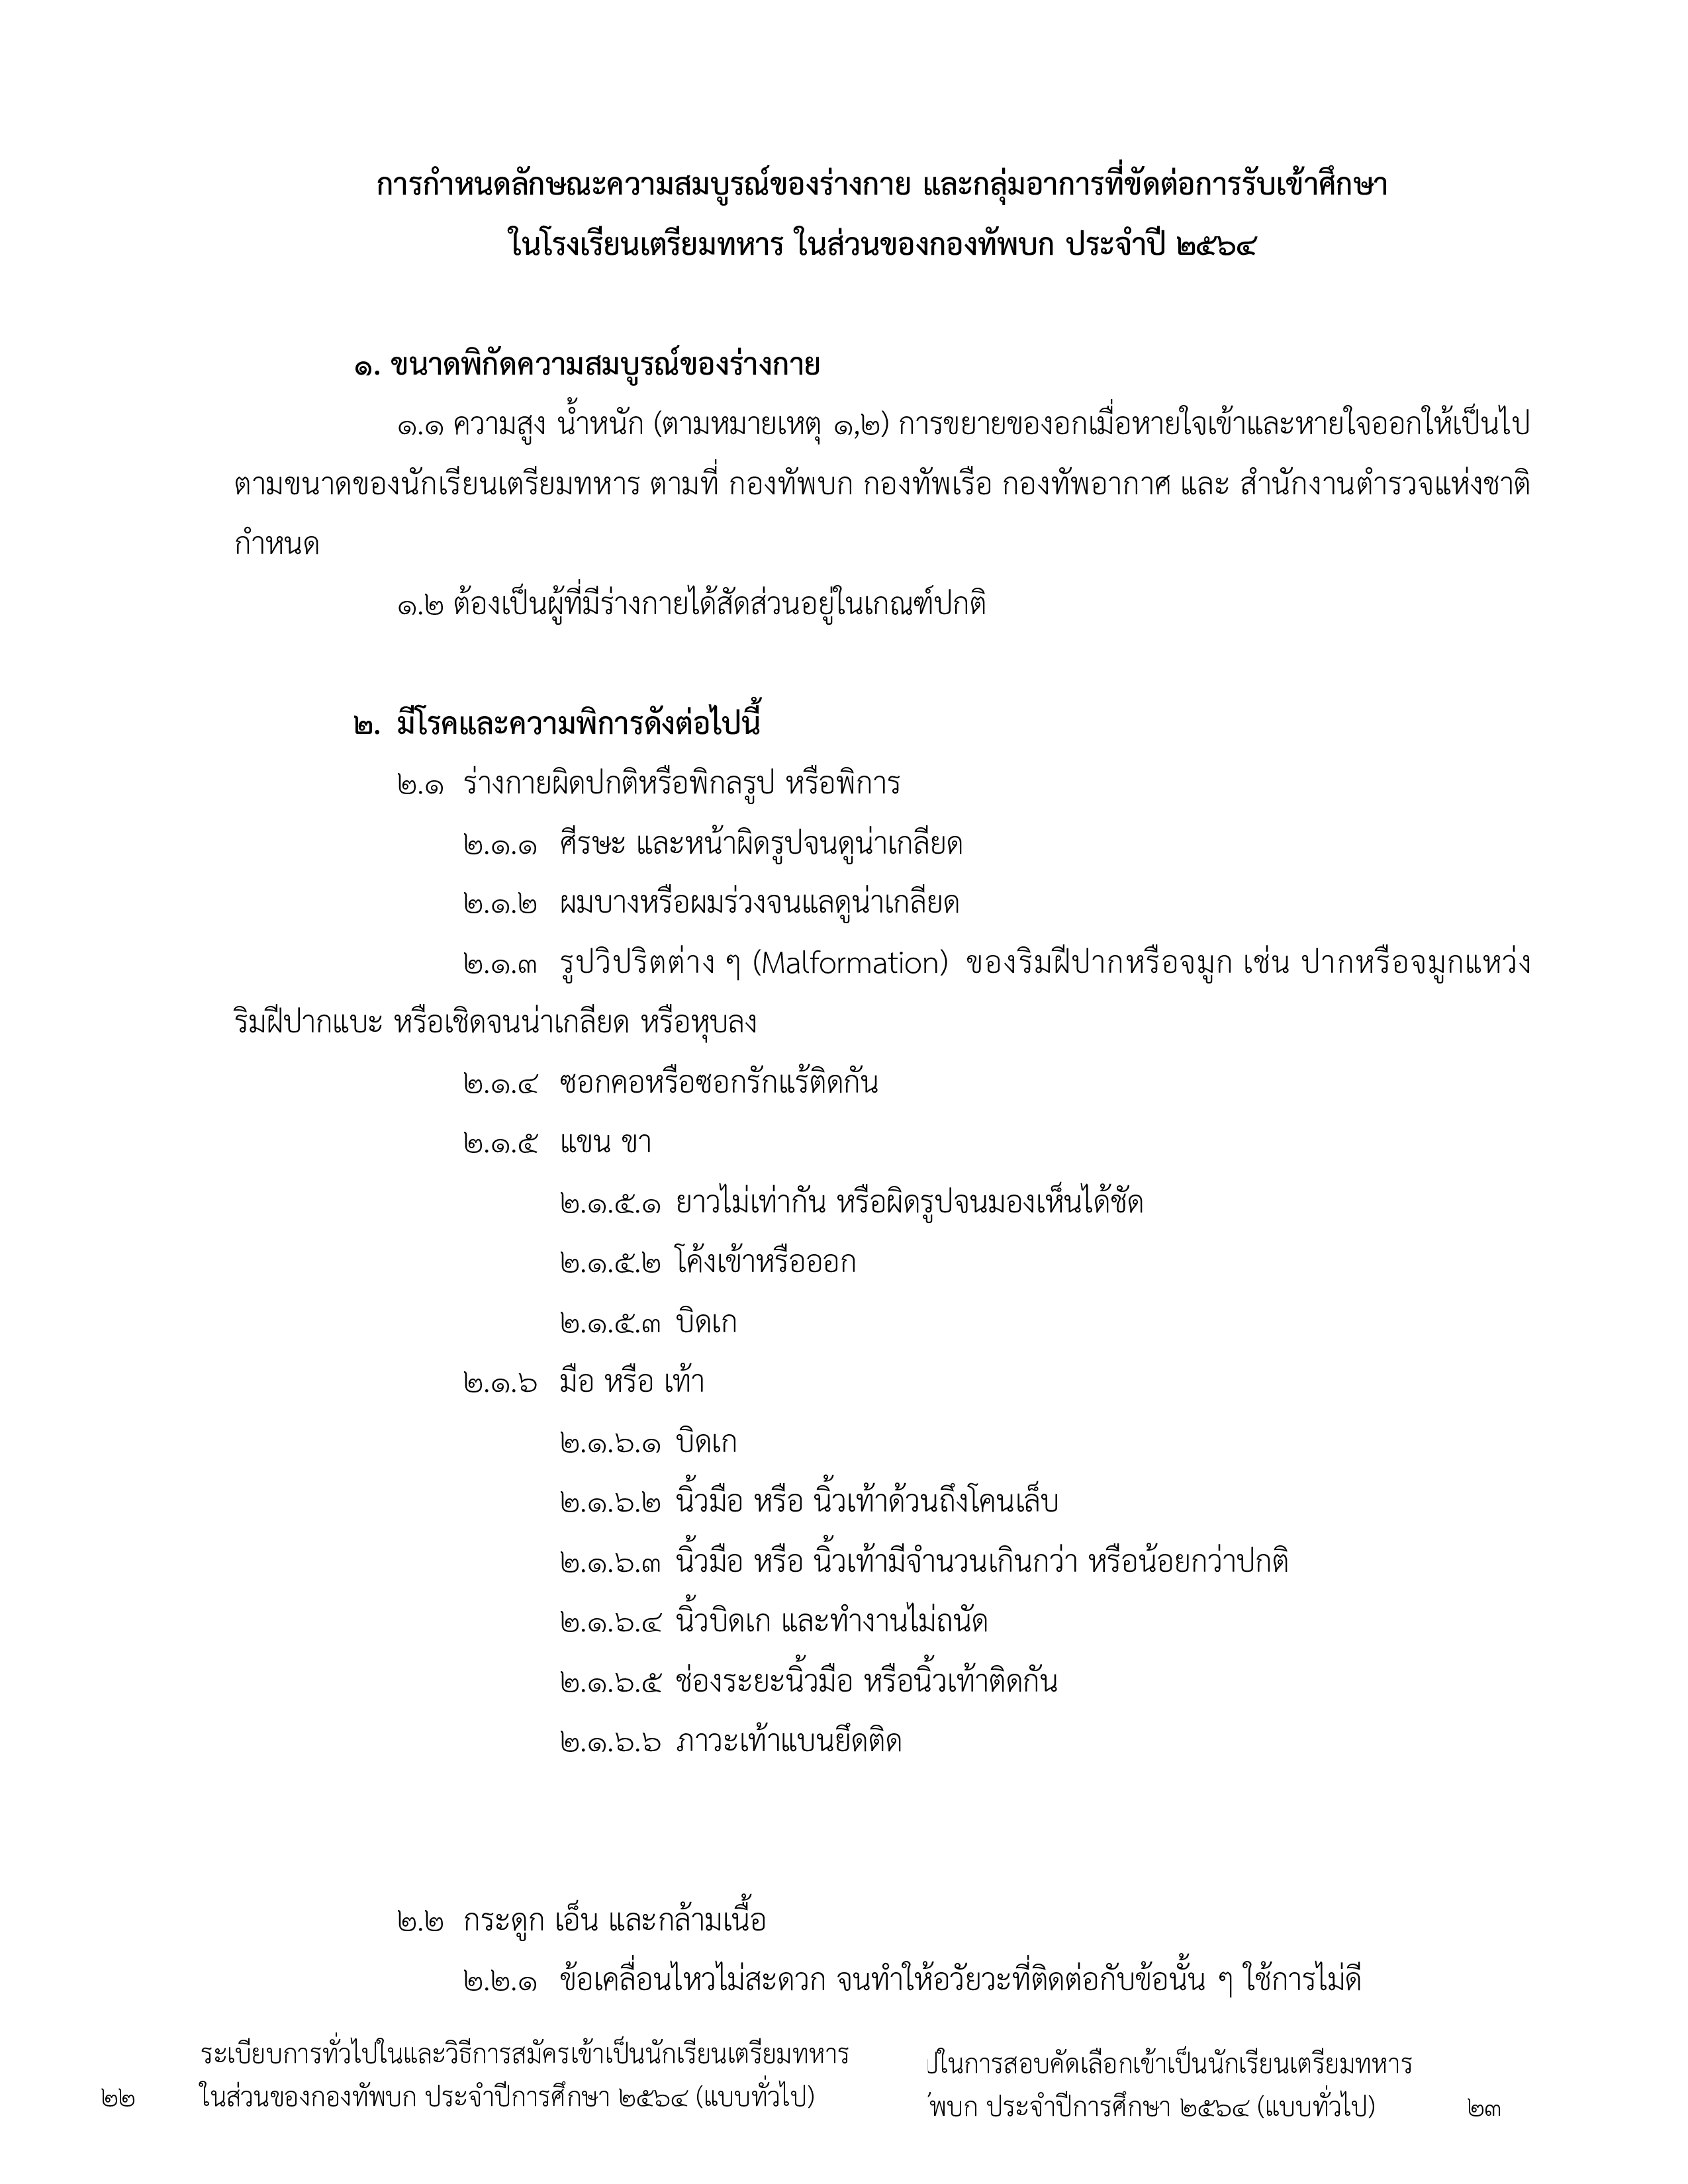 การกำหนดลักษณะความสมบูรณ์ของร่างกาย และกลุ่มอาการที่ขัดต่อการรับเข้าศึกษา
ในโรงเรียนเตรียมทหาร ในส่วนของกองทัพบก ประจำปี ๒๕๖๔
๑. ขนาดพิกัดความสมบูรณ์ของร่างกาย
๑.๑ ความสูง น้ำหนัก (ตามหมายเหตุ ๑,๒) การขยายของอกเมื่อหายใจเข้าและหายใจออกให้เป็นไป
ตามขนาดของนักเรียนเตรียมทหาร ตามที่ กองทัพบก กองทัพเรือ กองทัพอากาศ และ สำนักงานตำรวจแห่งชาติ
กำหนด
๑.๒ ต้องเป็นผู้ที่มีร่างกายได้สัดส่วนอยู่ในเกณฑ์ปกติ
๒. มีโรคและความพิการดังต่อไปนี้
๒.๑ ร่างกายผิดปกติหรือพิกลรูป หรือพิการ
๒.๑.๑ ศีรษะ และหน้าผิดรูปจนดูน่าเกลียด
๒.๑.๒ ผมบางหรือผมร่วงจนแลดูน่าเกลียด
๒.๑.๓ รูปวิปริตต่าง ๆ (Malformation) ของริมฝีปากหรือจมูก เช่น ปากหรือจมูกแหว่ง
ริมฝีปากแบะ หรือเชิดจนน่าเกลียด หรือหุบลง
๒.๑.๔ ซอกคอหรือซอกรักแร้ติดกัน
๒.๑.๕ แขน ขา
๒.๑.๕.๑ ยาวไม่เท่ากัน หรือผิดรูปจนมองเห็นได้ชัด
๒.๑.๕.๒ โค้งเข้าหรือออก
๒.๑.๕.๓ บิดเก
๒.๑.๖ มือ หรือ เท้า
๒.๑.๖.๑ บิดเก
๒.๑.๖.๒ นิ้วมือ หรือ นิ้วเท้าด้วนถึงโคนเล็บ
๒.๑.๖.๓ นิ้วมือ หรือ นิ้วเท้ามีจำนวนเกินกว่า หรือน้อยกว่าปกติ
๒.๑.๖.๔ นิ้วบิดเก และทำงานไม่ถนัด
๒.๑.๖.๕ ช่องระยะนิ้วมือ หรือนิ้วเท้าติดกัน
๒.๑.๖.๖ ภาวะเท้าแบนยึดติด
๒.๒ กระดูก เอ็น และกล้ามเนื้อ
๒.๒.๑ ข้อเคลื่อนไหวไม่สะดวก จนทำให้อวัยวะที่ติดต่อกับข้อนั้น ๆ ใช้การไม่ดี
ระเบียบการทั่วไปในและวิธีการสมัครเข้าเป็นนักเรียนเตรียมทหาร
๒๒ ในส่วนของกองทัพบก ประจำปีการศึกษา ๒๕๖๔ (แบบทั่วไป)
ในการสอบคัดเลือกเข้าเป็นนักเรียนเตรียมทหาร
พบก ประจำปีการศึกษา ๒๕๖๔ (แบบทั่วไป) ๒๓